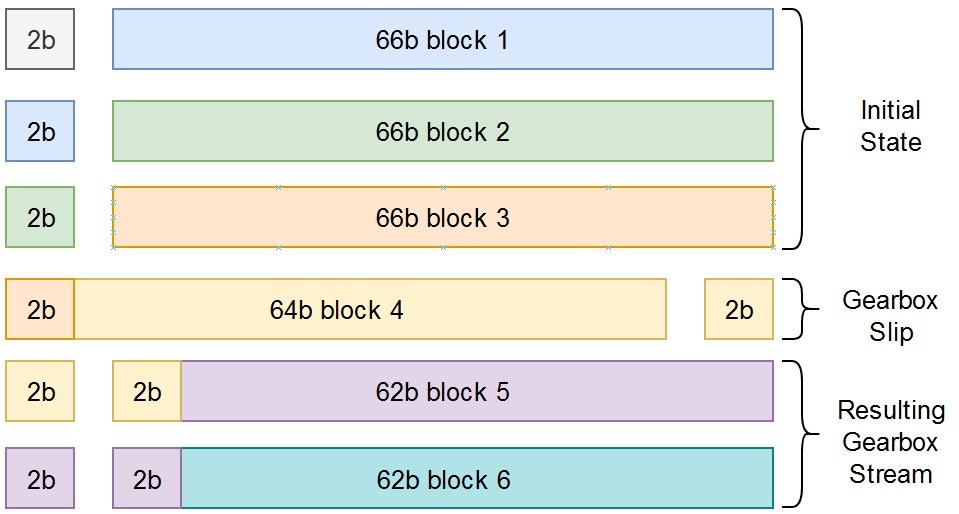 2b 66b block 1
2b 66b block 2
Initial
State
2b 66b block 3
2b 64b block 4 2b
Gearbox
Slip
2b 2b 62b block 5
2b 2b 62b block 6
Resulting
Gearbox
Stream